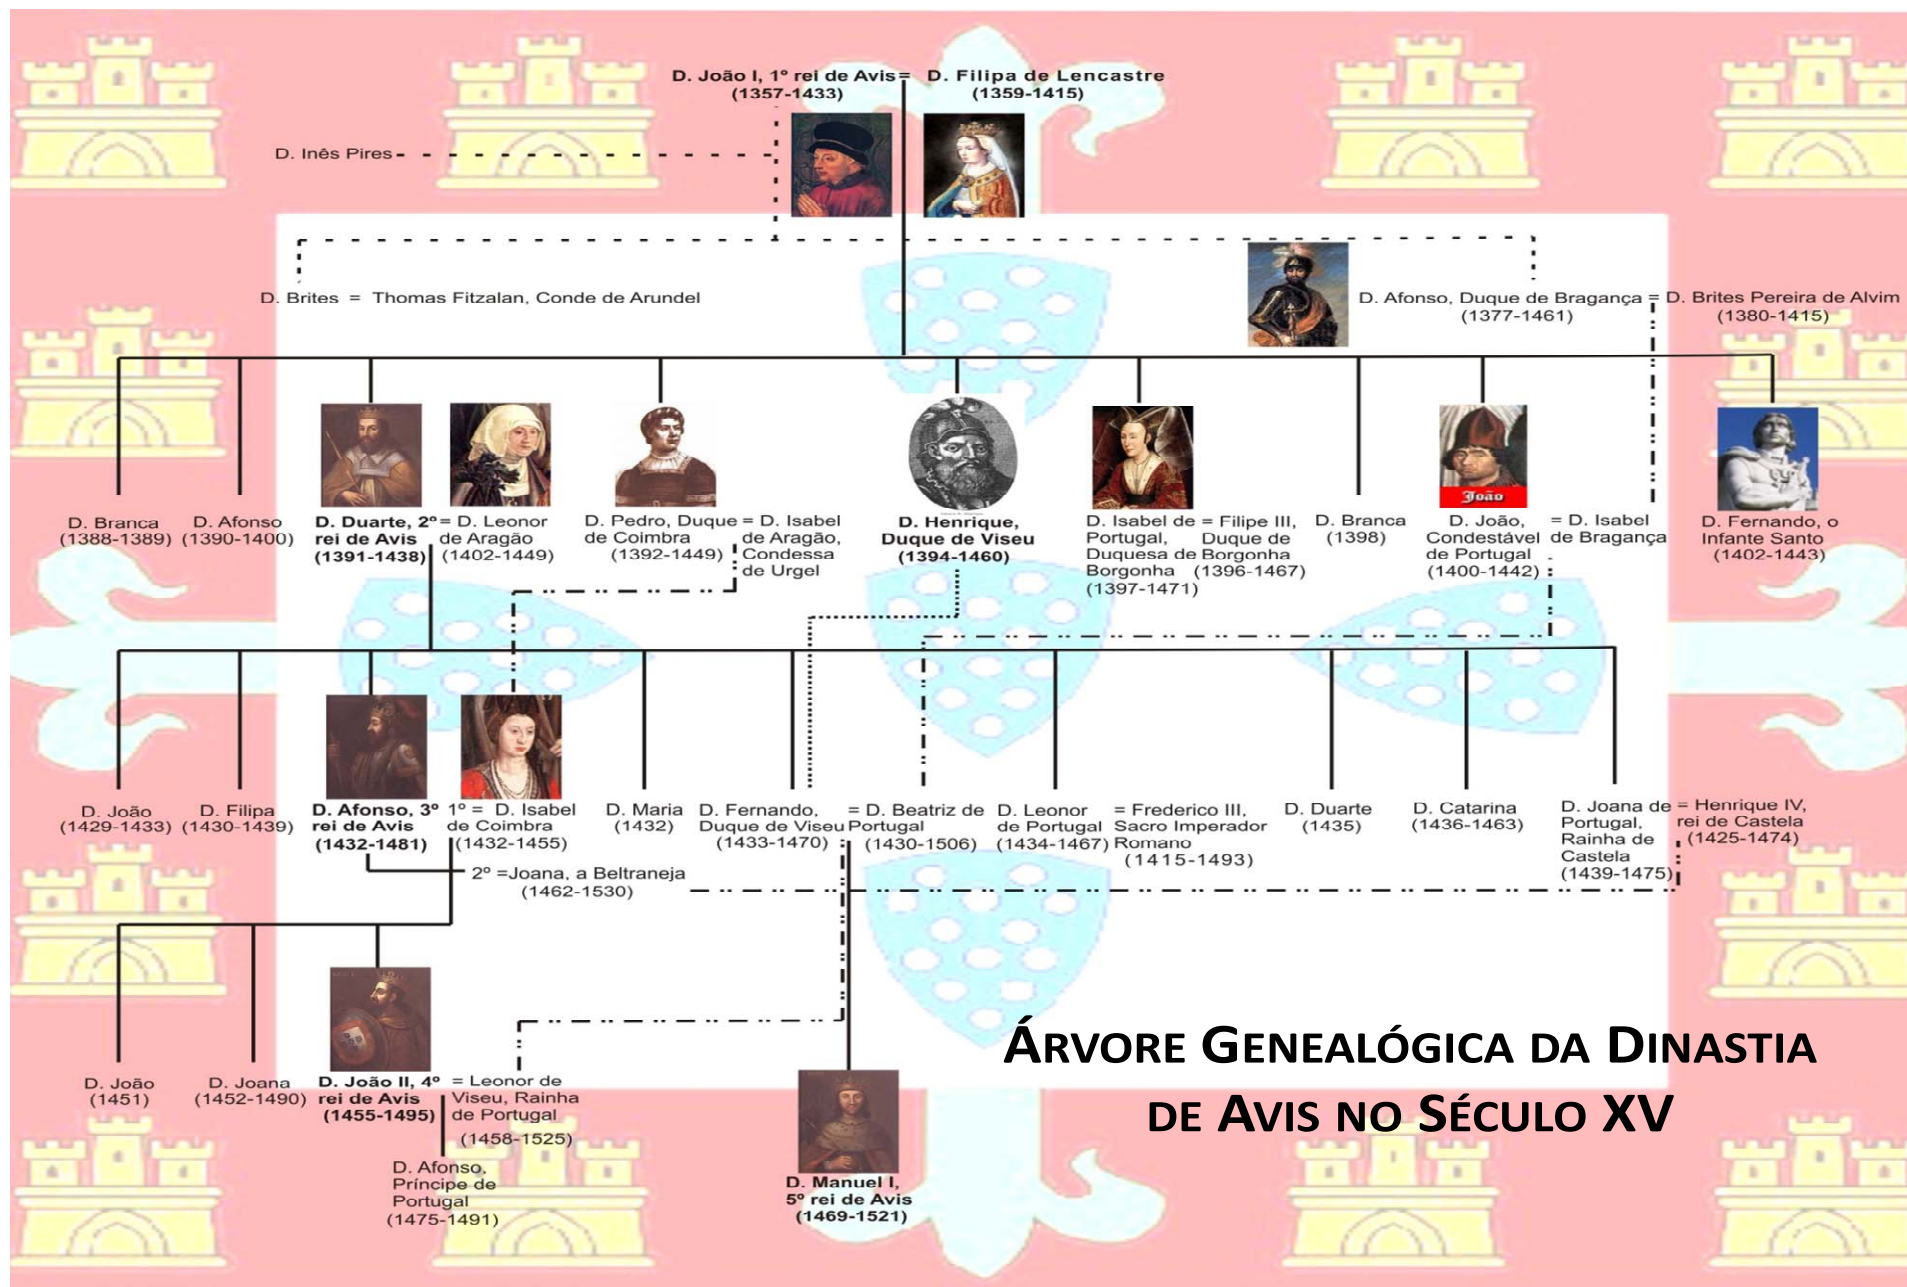 D. João I, 1º rei de Avis = D. Filipa de Lencastre
(1357-1433) (1359-1415)
D. Inês Pires
D. Brites = Thomas Fitzalan, Conde de Arundel
D. Afonso, Duque de Bragança = D. Brites Pereira de Alvim
(1377-1461) (1380-1415)
João
D. Branca
(1388-1389)
D. Afonso
(1390-1400)
D. Duarte, 2º
rei de Avis
(1391-1438)
= D. Leonor
de Aragão
(1402-1449)
D. Pedro, Duque
de Coimbra
(1392-1449)
= D. Isabel
de Aragão,
Condessa
de Urgel
D. Henrique,
Duque de Viseu
(1394-1460)
D. Isabel de
Portugal,
Duquesa de
Borgonha
(1397-1471)
= Filipe III,
Duque de
Borgonha
(1396-1467)
D. Branca
(1398)
D. João,
Condestável
de Portugal
(1400-1442)
= D. Isabel
de Bragança
D. Fernando, o
Infante Santo
(1402-1443)
D. João
(1429-1433)
D. Filipa
(1430-1439)
D. Afonso, 3º
rei de Avis
(1432-1481)
1º = D. Isabel
de Coimbra
(1432-1455)
2º =Joana, a Beltraneja
(1462-1530)
D. Maria
(1432)
D. Fernando,
Duque de Viseu
(1433-1470)
= D. Beatriz de
Portugal
(1430-1506)
D. Leonor
de Portugal
(1434-1467)
= Frederico III,
Sacro Imperador
Romano
(1415-1493)
D. Duarte
(1435)
D. Catarina
(1436-1463)
D. Joana de
Portugal,
Rainha de
Castela
(1439-1475)
= Henrique IV,
rei de Castela
(1425-1474)
D. João
(1451)
D. Joana
(1452-1490)
D. João II, 4º
rei de Avis
(1455-1495)
= Leonor de
Viseu, Rainha
de Portugal
(1458-1525)
D. Afonso,
Príncipe de
Portugal
(1475-1491)
D. Manuel I,
5º rei de Avis
(1469-1521)
Árvore Genealógica da Dinastia
de Avis no Século XV